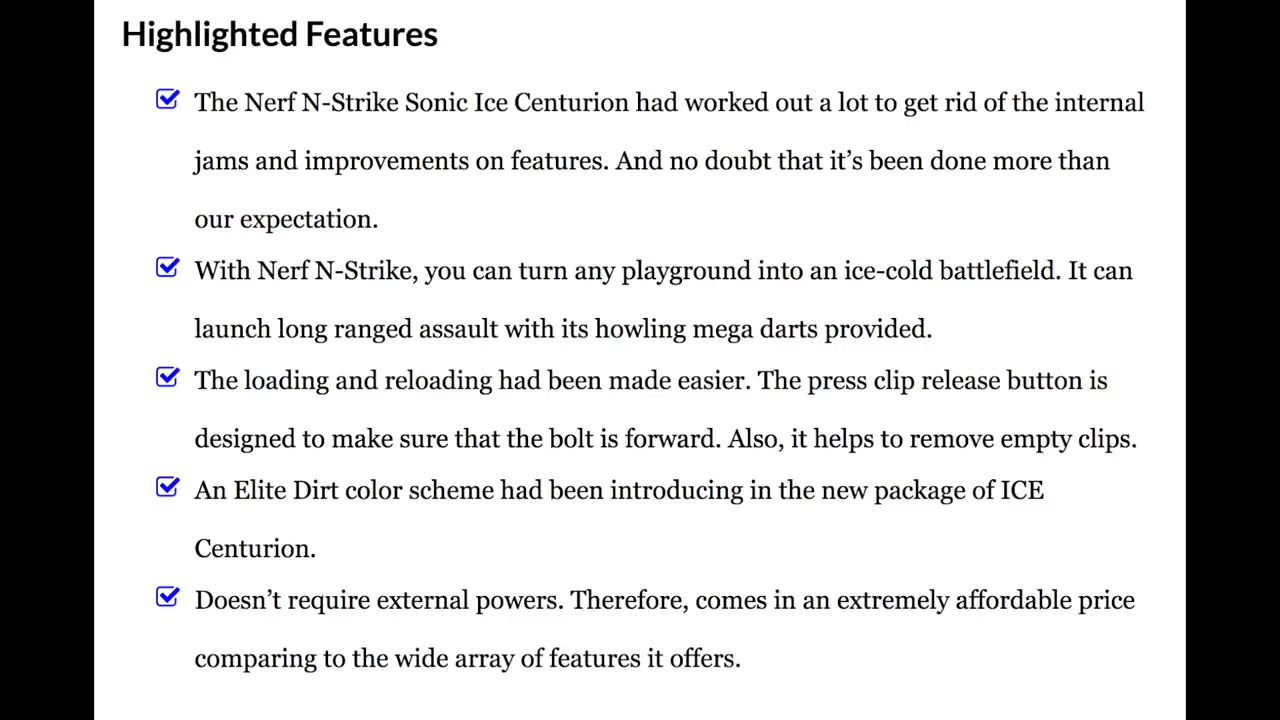 Highlighted Features
The Nerf N-Strike Sonic Ice Centurion had worked out a lot to get rid of the internal
jams and improvements on features. And no doubt that it’s been done more than
our expectation.
With Nerf N-Strike, you can turn any playground into an ice-cold battlefield. It can
launch long ranged assault with its howling mega darts provided.
The loading and reloading had been made easier. The press clip release button is
designed to make sure that the bolt is forward. Also, it helps to remove empty clips.
An Elite Dirt color scheme had been introducing in the new package of ICE
Centurion.
Doesn’t require external powers. Therefore, comes in an extremely affordable price
comparing to the wide array of features it offers.